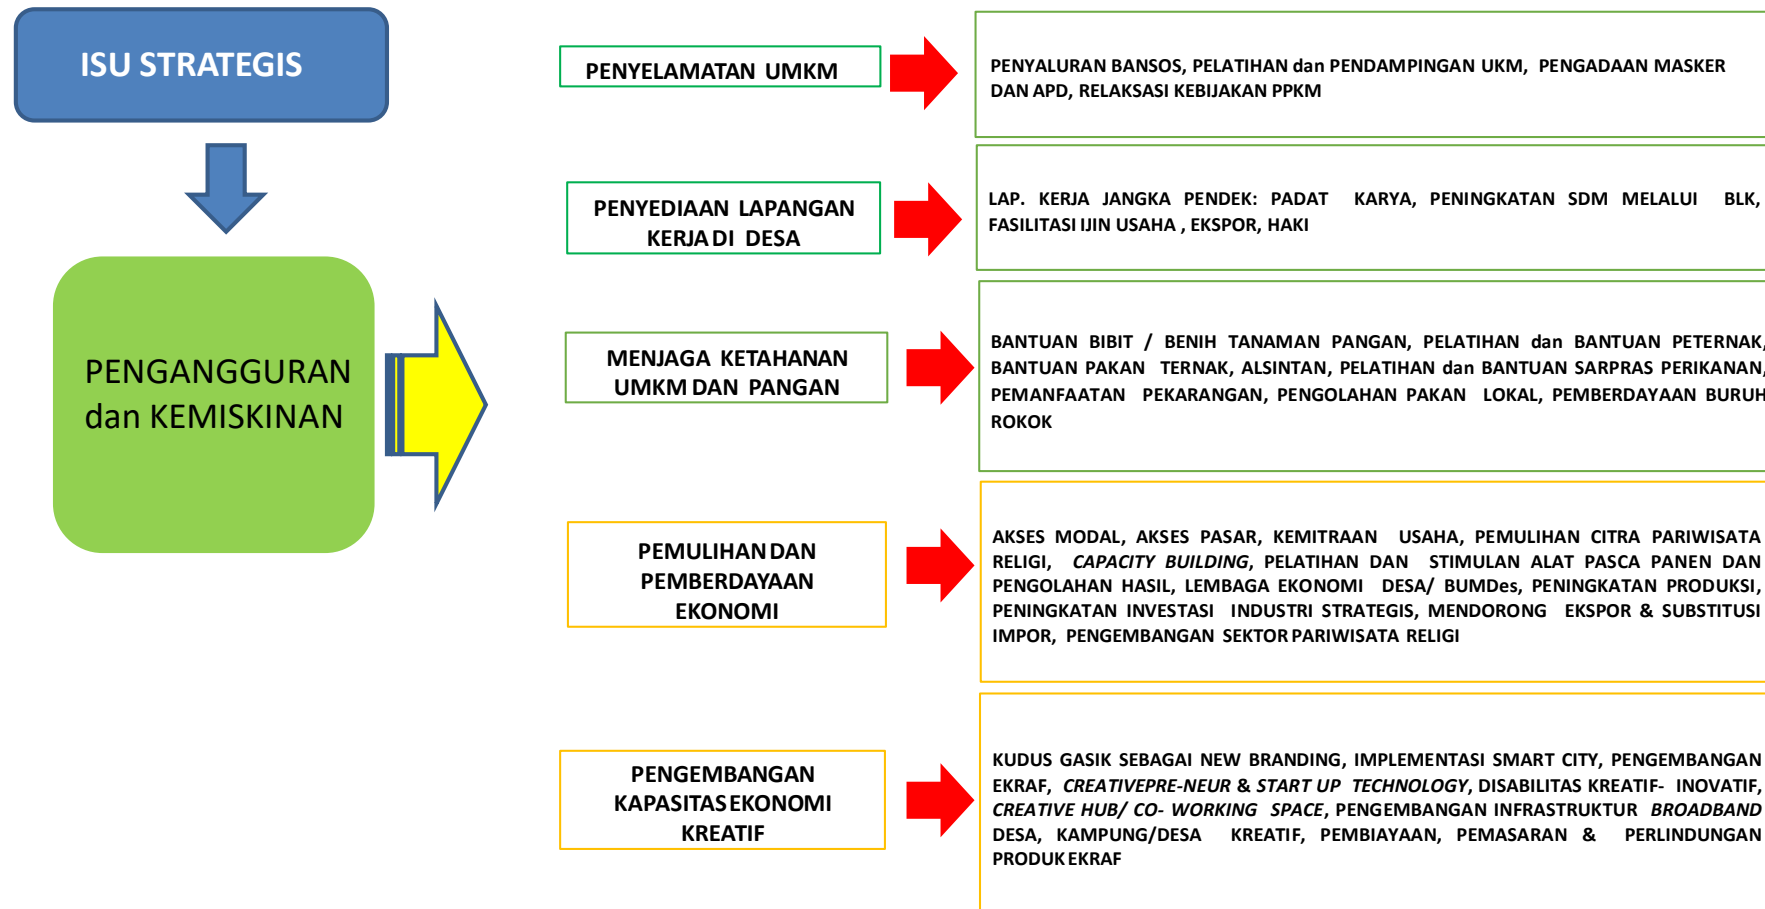 ISU STRATEGIS
PENGANGGURAN
dan KEMISKINAN
PENYELAMATAN UMKM
PENYALURAN BANSOS, PELATIHAN dan PENDAMPINGAN UKM, PENGADAAN MASKER
DAN APD, RELAKSASI KEBIJAKAN PPKM
PENYEDIAAN LAPANGAN
KERJA DI DESA
LAP. KERJA JANGKA PENDEK: PADAT KARYA, PENINGKATAN SDM MELALUI BLK,
FASILITASI IJIN USAHA , EKSPOR, HAKI
MENJAGA KETAHANAN
UMKM DAN PANGAN
BANTUAN BIBIT / BENIH TANAMAN PANGAN, PELATIHAN dan BANTUAN PETERNAK,
BANTUAN PAKAN TERNAK, ALSINTAN, PELATIHAN dan BANTUAN SARPRAS PERIKANAN,
PEMANFAATAN PEKARANGAN, PENGOLAHAN PAKAN LOKAL, PEMBERDAYAAN BURUH
ROKOK
PEMULIHAN DAN
PEMBERDAYAAN
EKONOMI
AKSES MODAL, AKSES PASAR, KEMITRAAN USAHA, PEMULIHAN CITRA PARIWISATA
RELIGI, CAPACITY BUILDING, PELATIHAN DAN STIMULAN ALAT PASCA PANEN DAN
PENGOLAHAN HASIL, LEMBAGA EKONOMI DESA/ BUMDes, PENINGKATAN PRODUKSI,
PENINGKATAN INVESTASI INDUSTRI STRATEGIS, MENDORONG EKSPOR & SUBSTITUSI
IMPOR, PENGEMBANGAN SEKTOR PARIWISATA RELIGI
PENGEMBANGAN
KAPASITAS EKONOMI
KREATIF
KUDUS GASIK SEBAGAI NEW BRANDING, IMPLEMENTASI SMART CITY, PENGEMBANGAN
EKRAF, CREATIVEPRE-NEUR & START UP TECHNOLOGY, DISABILITAS KREATIF- INOVATIF,
CREATIVE HUB/ CO- WORKING SPACE, PENGEMBANGAN INFRASTRUKTUR BROADBAND
DESA, KAMPUNG/DESA KREATIF, PEMBIAYAAN, PEMASARAN & PERLINDUNGAN
PRODUK EKRAF